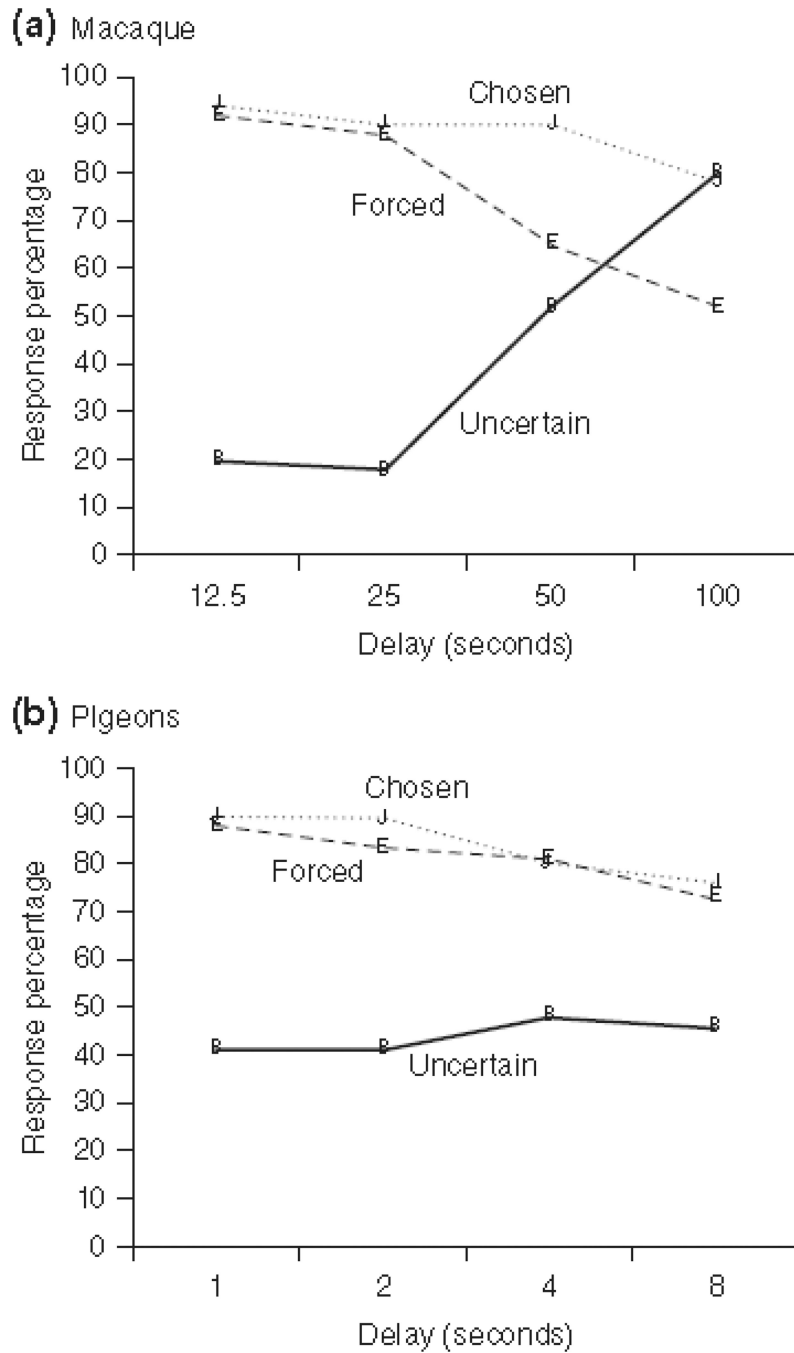 (a) Macaque
100
90
80
70
60
50
40
30
20
10
0
Response percentage
J
J
J
J
E
E
E
E
B
B
B
B
Chosen
Forced
Uncertain
12.5 25 50 100
Delay (seconds)
(b) PIgeons
100
90
80
70
60
50
40
30
20
10
0
Response percentage
J
J
J
J
E
E
E
E
B
B
B
B
Chosen
Forced
Uncertain
1 2 4 8
Delay (seconds)